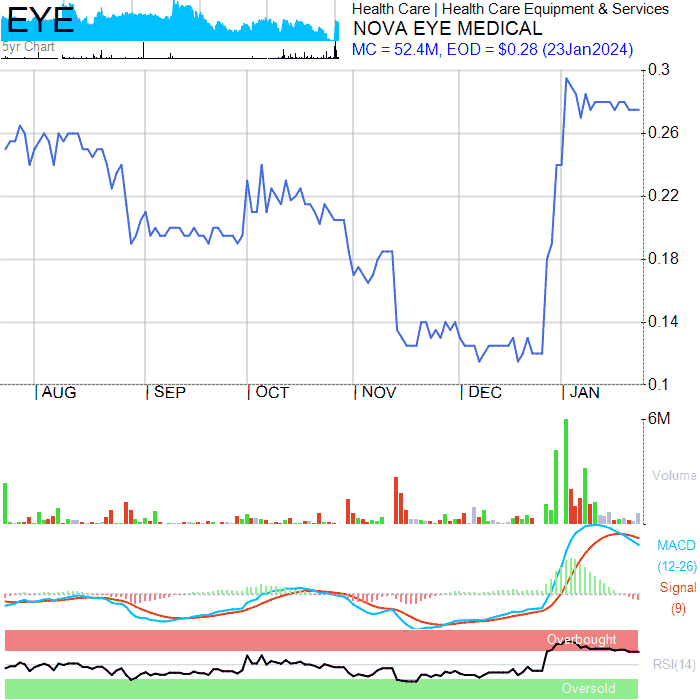 EYE
5yr Chart
Health Care | Health Care Equipment & Services
NOVA EYE MEDICAL
MC = 52.4M, EOD = $0.28 (23Jan2024)
0.3
0.26
0.22
0.18
0.14
0.1
AUG
SEP
OCT
NOV
DEC
JAN
6M
Volume
MACD
(12-26)
Signal
(9)
Overbought
RSI(14)
Oversold